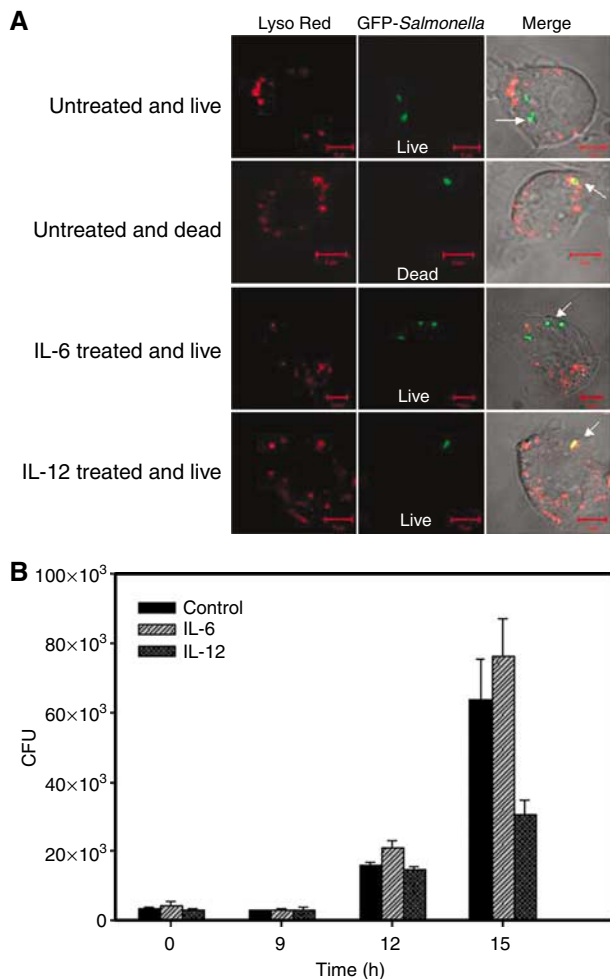 A
Lyso Red GFP-Salmonella Merge
Untreated and live
Live
Untreated and dead
Dead
IL-6 treated and live
Live
IL-12 treated and live
Live
B
100×10³
80×10³
60×10³
40×10³
20×10³
0
CFU
Control
IL-6
IL-12
0 9 12 15
Time (h)